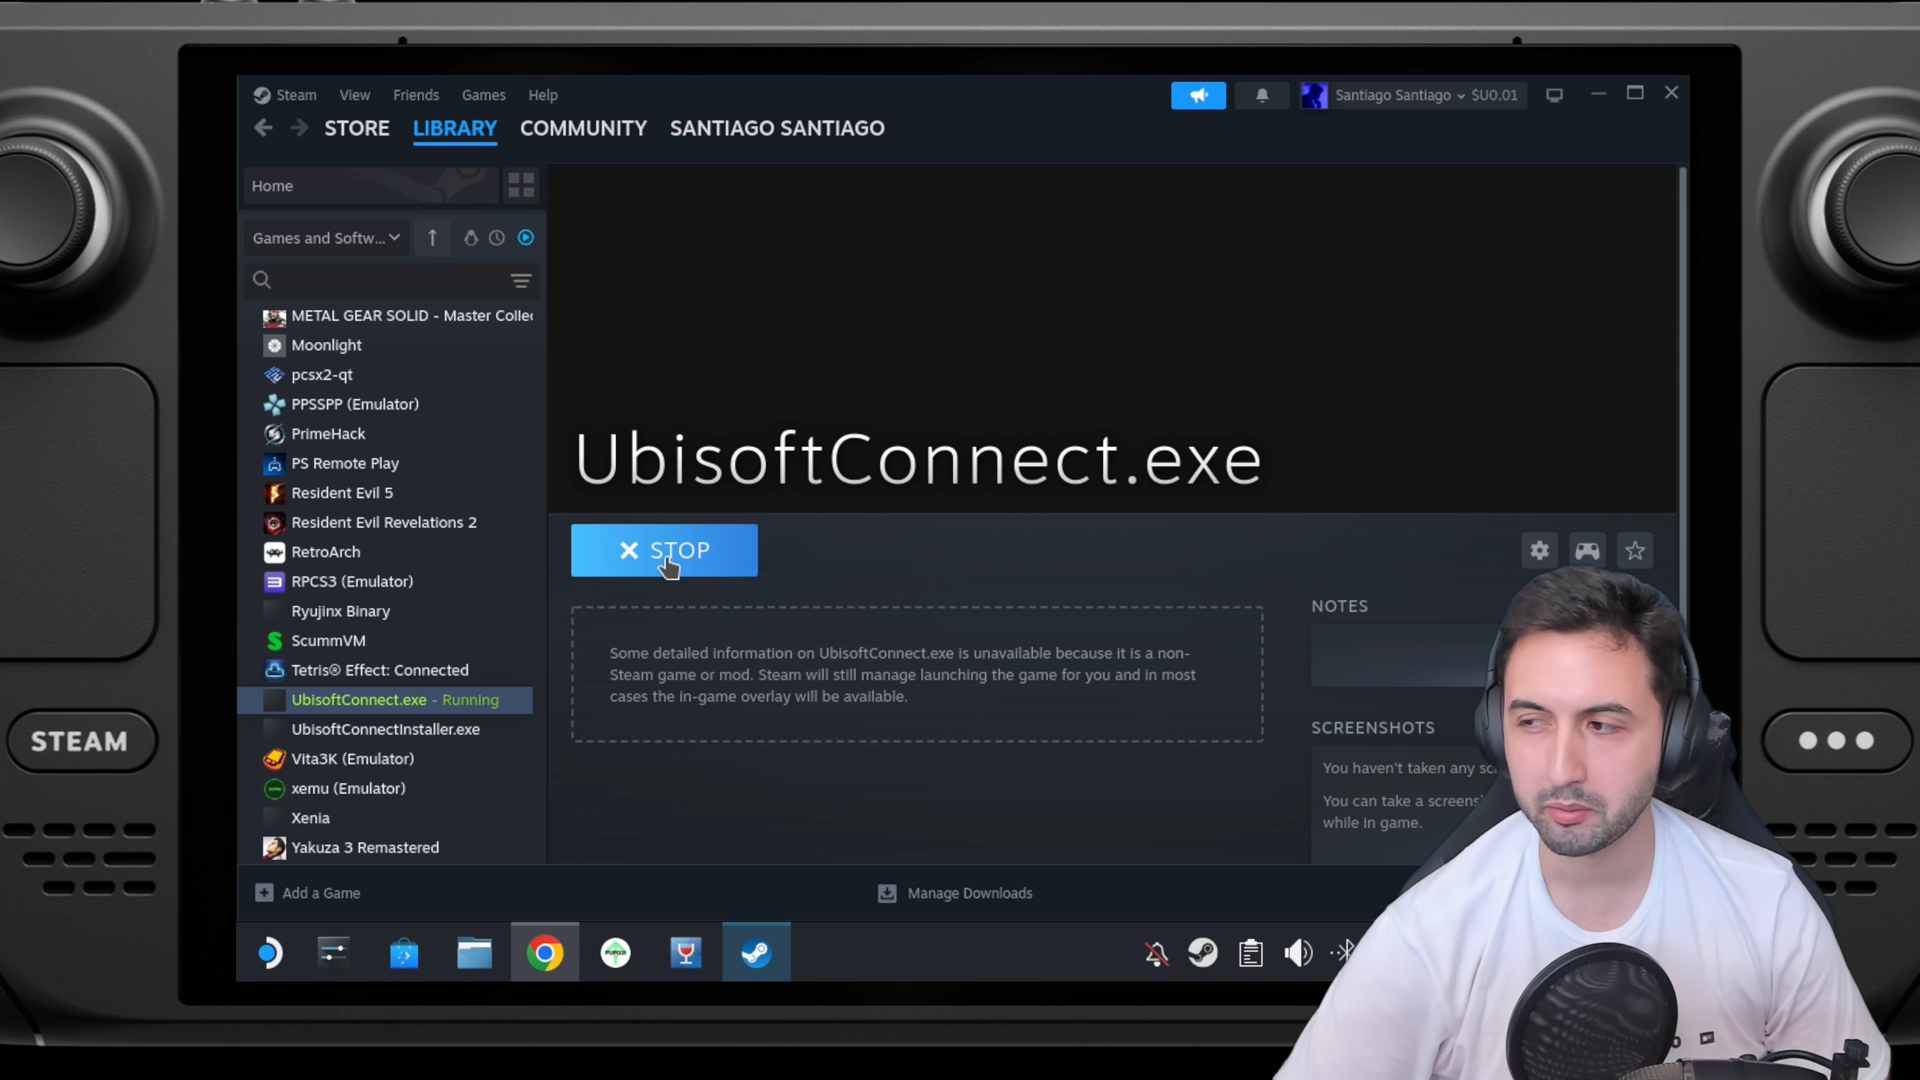 Steam View Friends Games Help
Santiago Santiago $U0,01
STORE LIBRARY COMMUNITY SANTIAGO SANTIAGO
Home
Games and Softw...
METAL GEAR SOLID - Master Collec
Moonlight
pcsx2-qt
PPSSPP (Emulator)
PrimeHack
PS Remote Play
Resident Evil 5
Resident Evil Revelations 2
RetroArch
RPCS3 (Emulator)
Ryujinx Binary
ScummVM
Tetris® Effect: Connected
UbisoftConnect.exe - Running
UbisoftConnectInstaller.exe
Vita3K (Emulator)
xemu (Emulator)
Xenia
Yakuza 3 Remastered
UbisoftConnect.exe
STOP
Some detailed information on UbisoftConnect.exe is unavailable because it is a non-
Steam game or mod. Steam will still manage launching the game for you and in most
cases the in-game overlay will be available.
NOTES
SCREENSHOTS
You haven't taken any
You can take a
while in game.
Add a Game
Manage Downloads
STEAM